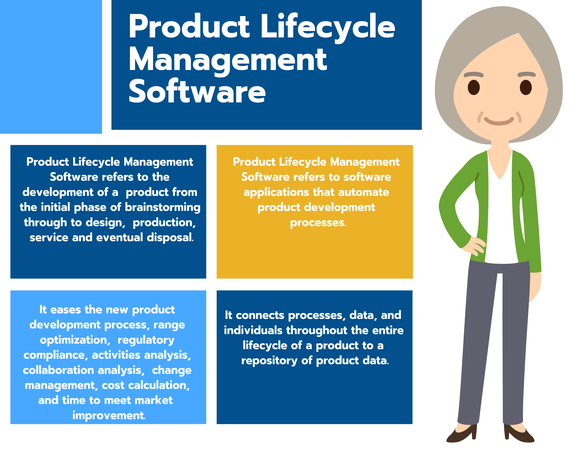 Product Lifecycle
Management
Software
Product Lifecycle Management
Software refers to the
development of a product from
the initial phase of brainstorming
through to design, production,
service and eventual disposal.
Product Lifecycle Management
Software refers to software
applications that automate
product development
processes.
It eases the new product
development process, range
optimization, regulatory
compliance, activities analysis,
collaboration analysis, change
management, cost calculation,
and time to meet market
improvement.
It connects processes, data, and
individuals throughout the entire
lifecycle of a product to a
repository of product data.